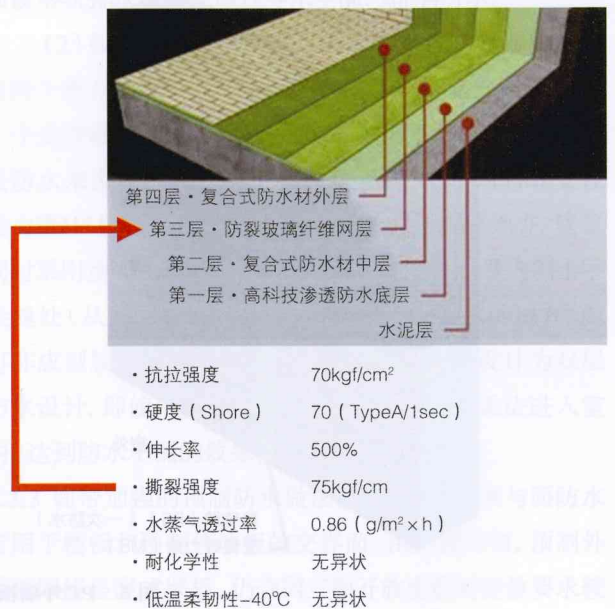 第四层·复合式防水材外层
第三层·防裂玻璃纤维网层
第二层·复合式防水材中层
第一层·高科技渗透防水底层
水泥层
·抗拉强度 70kgf/cm²
·硬度（Shore） 70（TypeA/1sec）
·伸长率 500%
·撕裂强度 75kgf/cm
·水蒸气透过率 0.86（g/m²×h）
·耐化学性 无异状
·低温柔韧性-40℃ 无异状